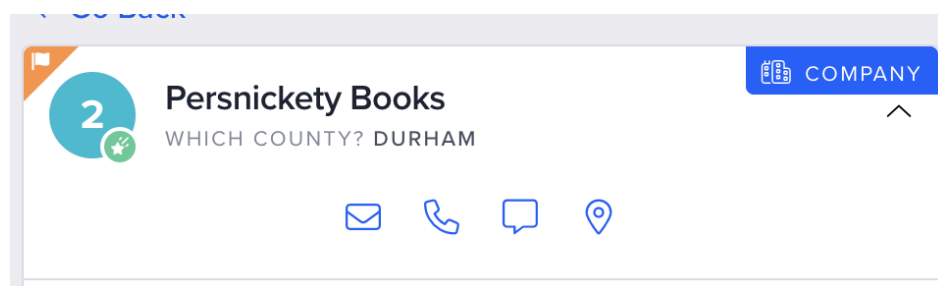 Go Back
COMPANY
2
Persnickety Books
WHICH COUNTY? DURHAM